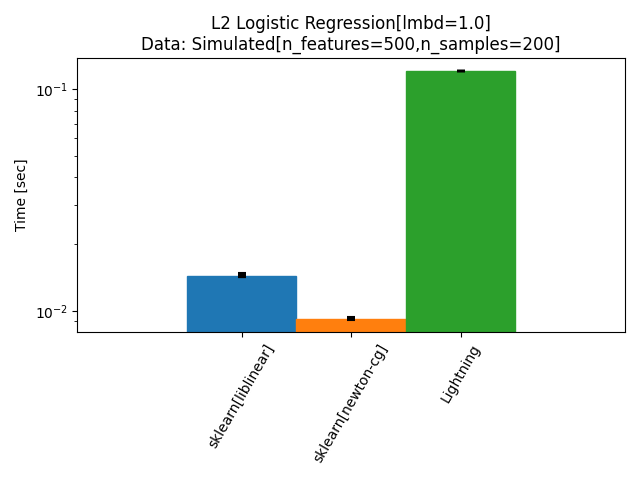 L2 Logistic Regression[lmbd=1.0]
Data: Simulated[n_features=500,n_samples=200]
Time [sec]
10⁻¹
10⁻²
sklearn[liblinear]
sklearn[newton-cg]
Lightning